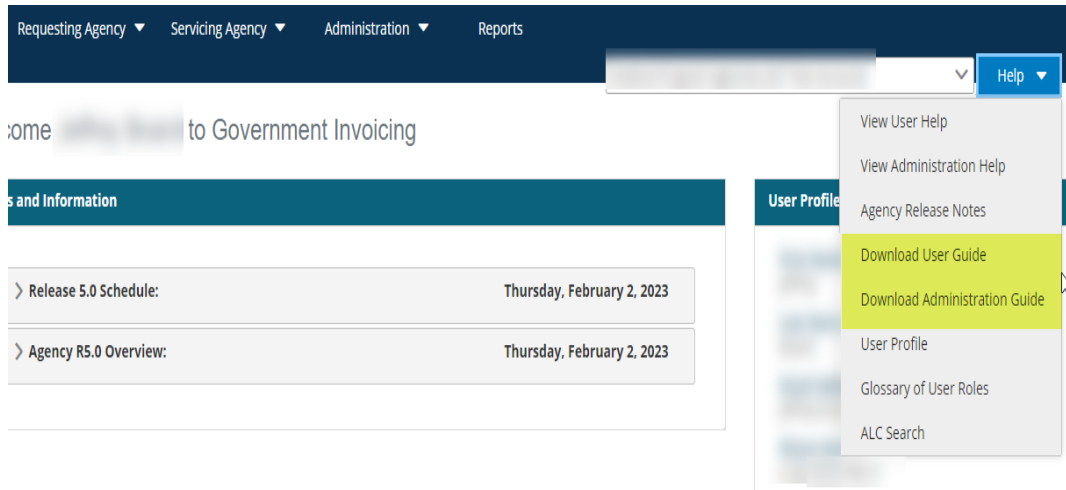 Requesting Agency Servicing Agency Administration Reports
Help
View User Help
View Administration Help
Agency Release Notes
Download User Guide
Download Administration Guide
User Profile
Glossary of User Roles
ALC Search
come to Government Invoicing
s and Information
Release 5.0 Schedule: Thursday, February 2, 2023
Agency R5.0 Overview: Thursday, February 2, 2023
User Profile